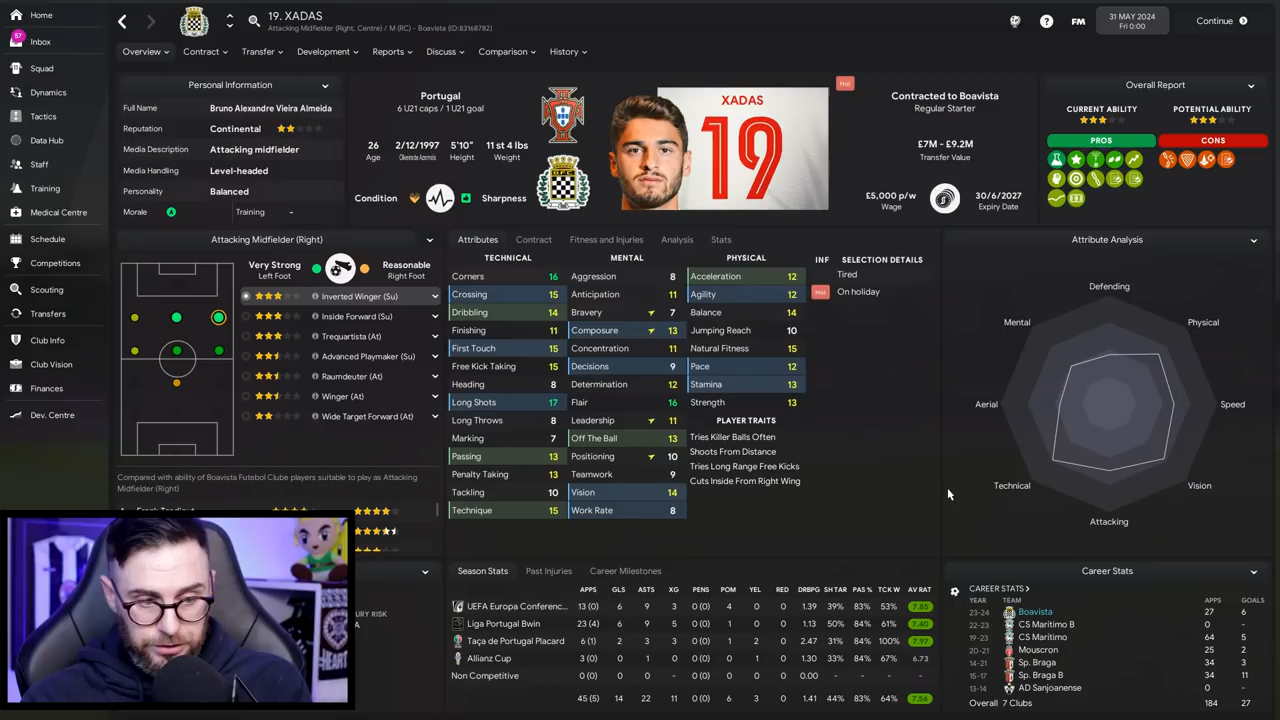 Home
Inbox
57
Squad
Dynamics
Tactics
Data Hub
Staff
Training
Medical Centre
Schedule
Competitions
Scouting
Transfers
Club Info
Club Vision
Finances
Dev. Centre
19. XADAS
Attacking Midfielder (Right, Centre) / M (RC) - Boavista (ID:83168782)
FM
31 MAY 2024
Fri 0:00
Continue
Overview
Contract
Transfer
Development
Reports
Discuss
Comparison
History
Personal Information
Full Name Bruno Alexandre Vieira Almeida
Reputation Continental
Media Description Attacking midfielder
Media Handling Level-headed
Personality Balanced
Morale Training -
Portugal
6 U21 caps / 1 U21 goal
26 Age
1997
5'10" Height
11 st 4 lbs Weight
Condition Sharpness
XADAS
19
Hol
Contracted to Boavista
Regular Starter
£7M - £9.2M
Transfer Value
£5,000 p/w
Wage
30/6/2027
Expiry Date
Overall Report
CURRENT ABILITY POTENTIAL ABILITY
PROS CONS
Attacking Midfielder (Right)
Very Strong Left Foot
Reasonable Right Foot
Inverted Winger (Su)
Inside Forward (Su)
Trequartista (At)
Advanced Playmaker (Su)
Raumdeuter (At)
Winger (At)
Wide Target Forward (At)
Compared with ability of Boavista Futebol Clube players suitable to play as Attacking
Midfielder (Right)
Attributes Contract Fitness and Injuries Analysis Stats
TECHNICAL
Corners 16
Crossing 15
Dribbling 14
Finishing 11
First Touch 15
Free Kick Taking 15
Heading 8
Long Shots 17
Long Throws 8
Marking 7
Passing 13
Penalty Taking 13
Tackling 10
Technique 15
MENTAL
Aggression 8
Anticipation 11
Bravery 7
Composure 13
Concentration 11
Decisions 9
Determination 12
Flair 16
Leadership 11
Off The Ball 13
Positioning 10
Teamwork 9
Vision 14
Work Rate 8
PHYSICAL
Acceleration 12
Agility 12
Balance 14
Jumping Reach 10
Natural Fitness 15
Pace 12
Stamina 13
Strength 13
PLAYER TRAITS
Tries Killer Balls Often
Shoots From Distance
Tries Long Range Free Kicks
Cuts Inside From Right Wing
INF SELECTION DETAILS
Tired
Hol On holiday
Attribute Analysis
Defending
Physical
Speed
Vision
Attacking
Technical
Aerial
Mental
Season Stats Past Injuries Career Milestones
APPS GLS ASTS XG PENS POM YEL RED DRBPG SH TAR PAS % TCK W AV RAT
UEFA Europa Conferenc... 13 (0) 6 9 3 0 (0) 4 0 0 1.39 39% 83% 53% 7.85
Liga Portugal Bwin 23 (4) 6 9 5 0 (0) 1 0 0 1.13 50% 84% 61% 7.40
Taça de Portugal Placard 6 (1) 2 3 3 0 (0) 1 2 0 2.47 31% 84% 100% 7.97
Allianz Cup 3 (0) 0 1 - 0 (0) 0 1 0 1.30 33% 84% 67% 6.73
Non Competitive 0 (0) 0 0 - 0 (0) 0 0 0 0.00 - - - -
45 (5) 14 22 11 0 (0) 6 3 0 1.41 44% 83% 64% 7.56
Career Stats
CAREER STATS
YEAR TEAM APPS GOALS
23-24 Boavista 27 6
22-23 CS Marítimo B 0 -
19-23 CS Marítimo 64 5
20-21 Mouscron 25 2
14-21 Sp. Braga 34 3
15-17 Sp. Braga B 34 11
13-14 AD Sanjoanense 0 -
Overall 7 Clubs 184 27